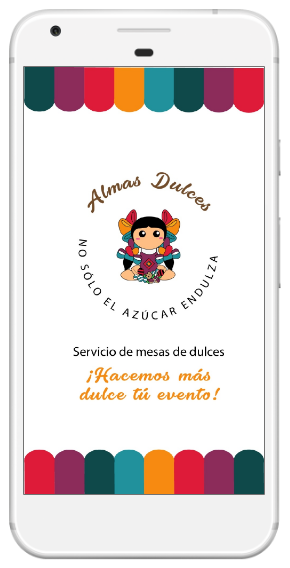 Almas Dulces
NO SÓLO EL AZÚCAR ENDULZA
Servicio de mesas de dulces
¡Hacemos más
dulce tú evento!